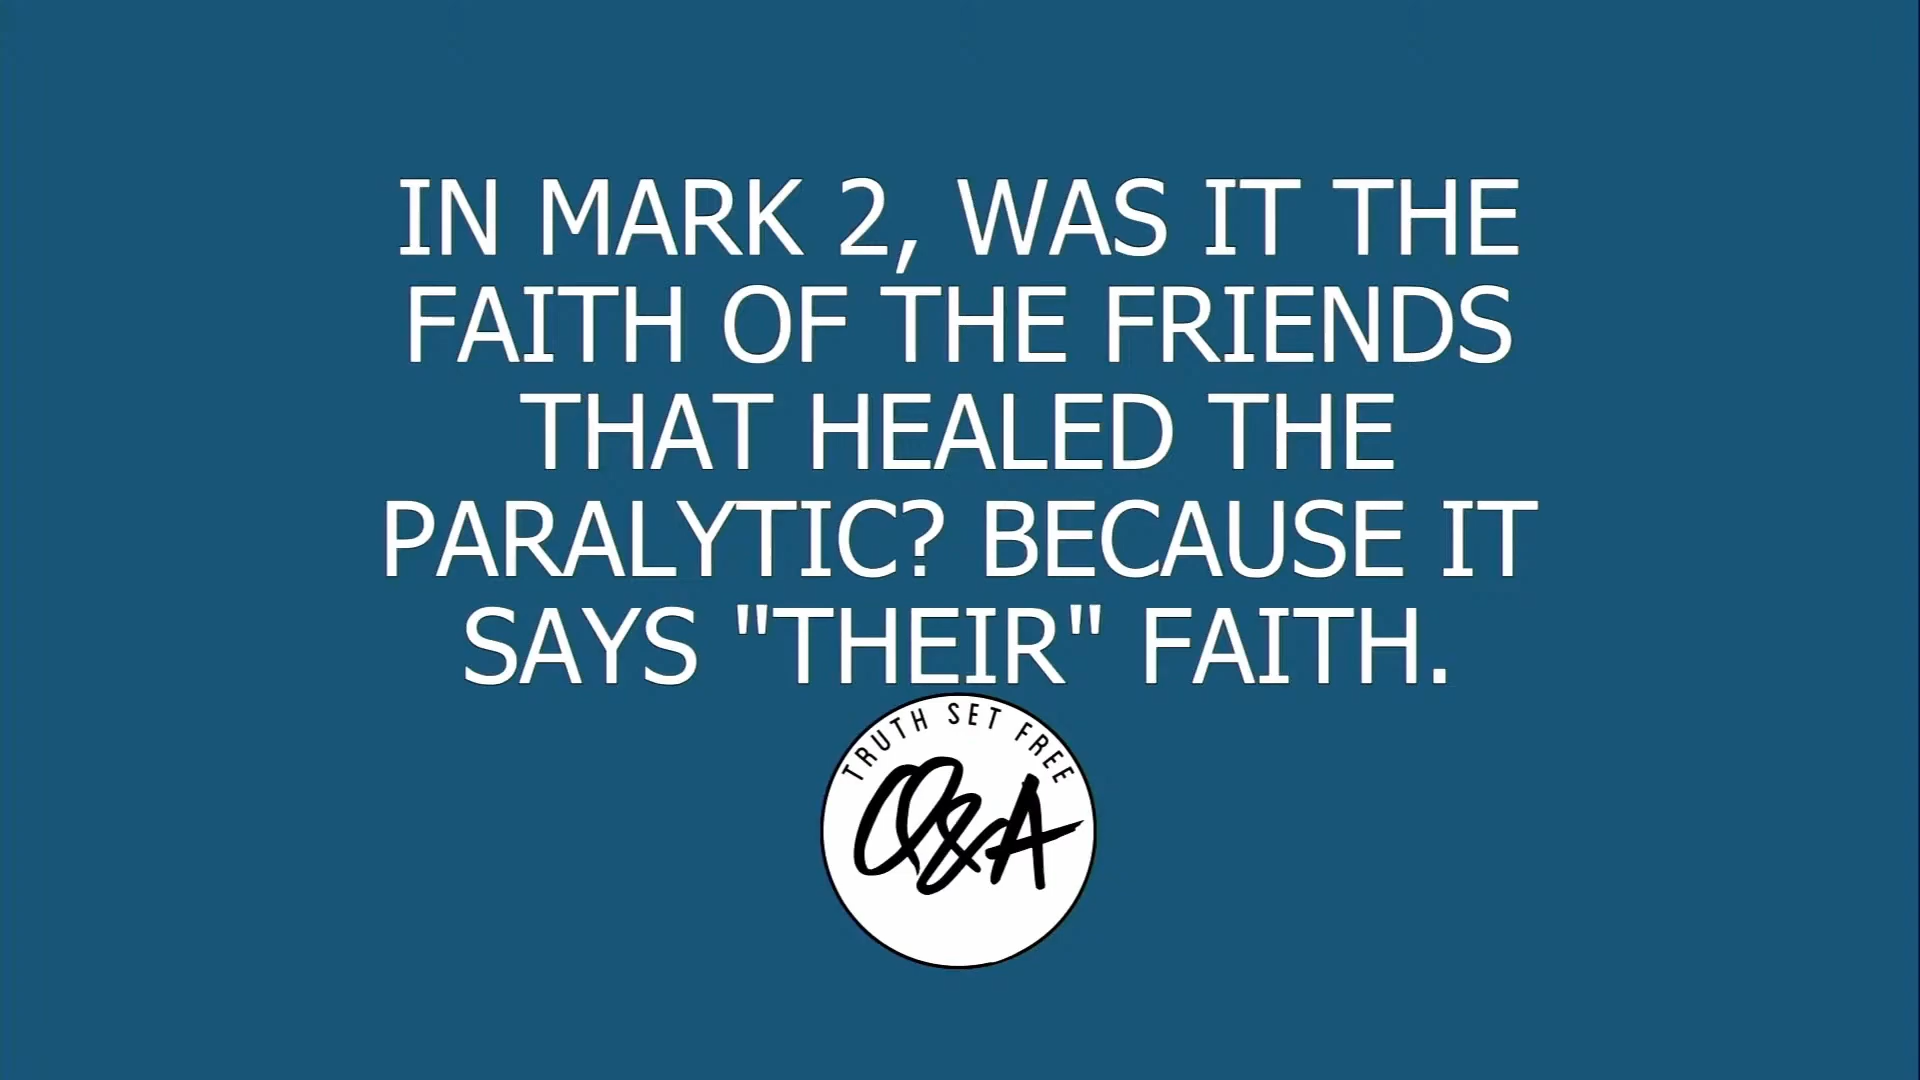 IN MARK 2, WAS IT THE
FAITH OF THE FRIENDS
THAT HEALED THE
PARALYTIC? BECAUSE IT
SAYS "THEIR" FAITH.
TRUTH SET FREE
Q&A